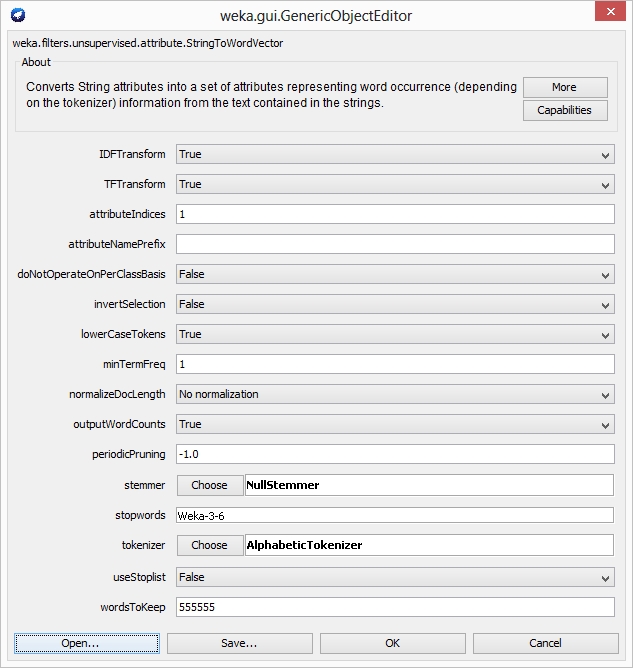 weka.gui.GenericObjectEditor
weka.filters.unsupervised.attribute.StringToWordVector
About
Converts String attributes into a set of attributes representing word occurrence (depending
on the tokenizer) information from the text contained in the strings.
More
Capabilities
IDFTransform True
TFTransform True
attributeIndices 1
attributeNamePrefix
doNotOperateOnPerClassBasis False
invertSelection False
lowerCaseTokens True
minTermFreq 1
normalizeDocLength No normalization
outputWordCounts True
periodicPruning -1.0
stemmer Choose NullStemmer
stopwords Weka-3-6
tokenizer Choose AlphabeticTokenizer
useStoplist False
wordsToKeep 555555
Open... Save... OK Cancel